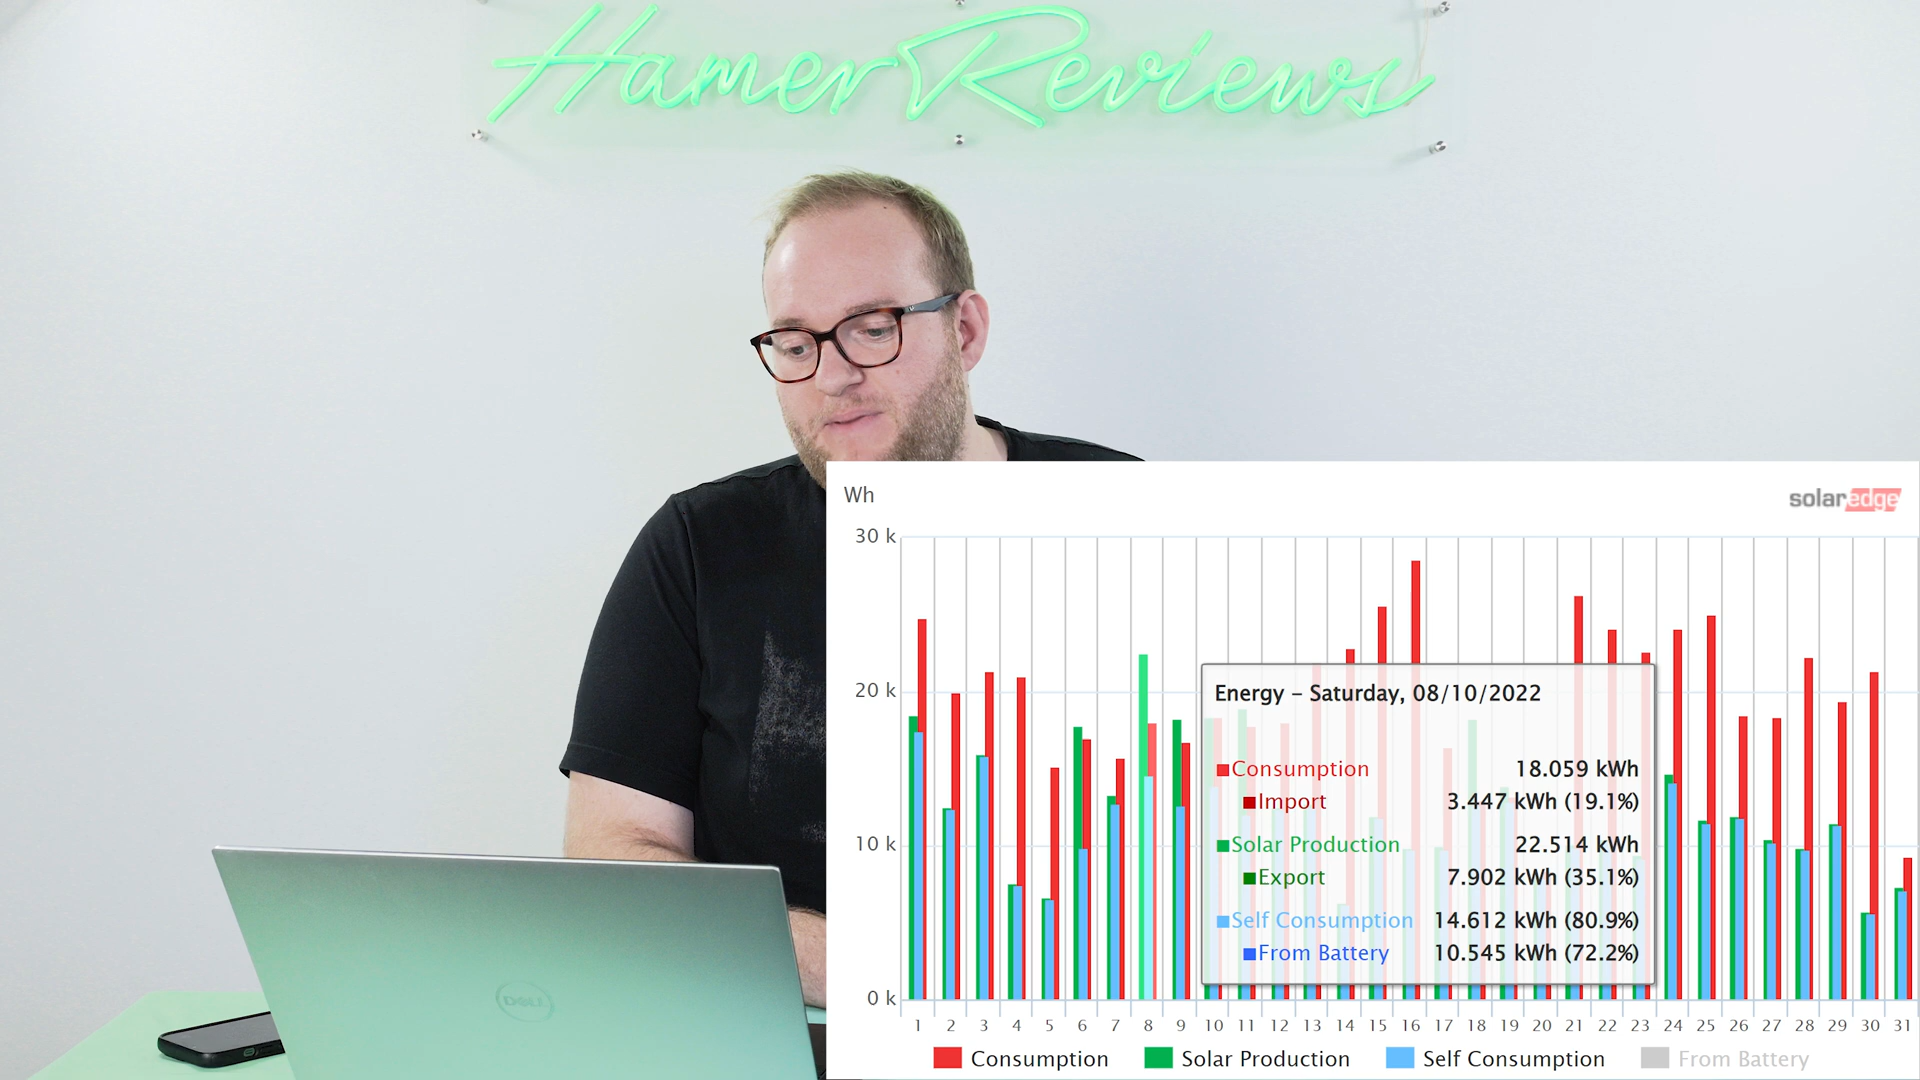 Hamer Reviews
Wh
solaredge
30 k
20 k
10 k
0 k
Energy – Saturday, 08/10/2022
Consumption 18.059 kWh
Import 3.447 kWh (19.1%)
Solar Production 22.514 kWh
Export 7.902 kWh (35.1%)
Self Consumption 14.612 kWh (80.9%)
From Battery 10.545 kWh (72.2%)
1 2 3 4 5 6 7 8 9 10 11 12 13 14 15 16 17 18 19 20 21 22 23 24 25 26 27 28 29 30 31
Consumption Solar Production Self Consumption From Battery
DELL